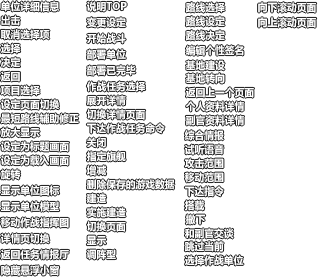 单位详细信息
出击
取消选择项
选择
决定
返回
项目选择
设定页面切换
最短路线辅助修正
放大显示
设定为标题画面
设定为载入画面
旋转
显示单位图标
显示单位模型
移动作战指挥图
详情页切换
返回任务情报厅
隐藏悬浮小窗
说明TOP
变更设定
开始战斗
部署单位
部署已完毕
作战任务选择
展开详情
切换详情页面
下达作战任务命令
关闭
指定旗舰
增减
删除保存的游戏数据
建造
实施建造
切换页面
显示
调阵型
路线选择
路线设定
路线决定
编辑个性签名
基地建设
基地转向
返回上一个页面
个人资料详情
副官资料详情
综合情报
试听语音
攻击范围
移动范围
下达指令
搭载
撤下
和副官交谈
跳过当前
选择作战单位
向下滚动页面
向上滚动页面